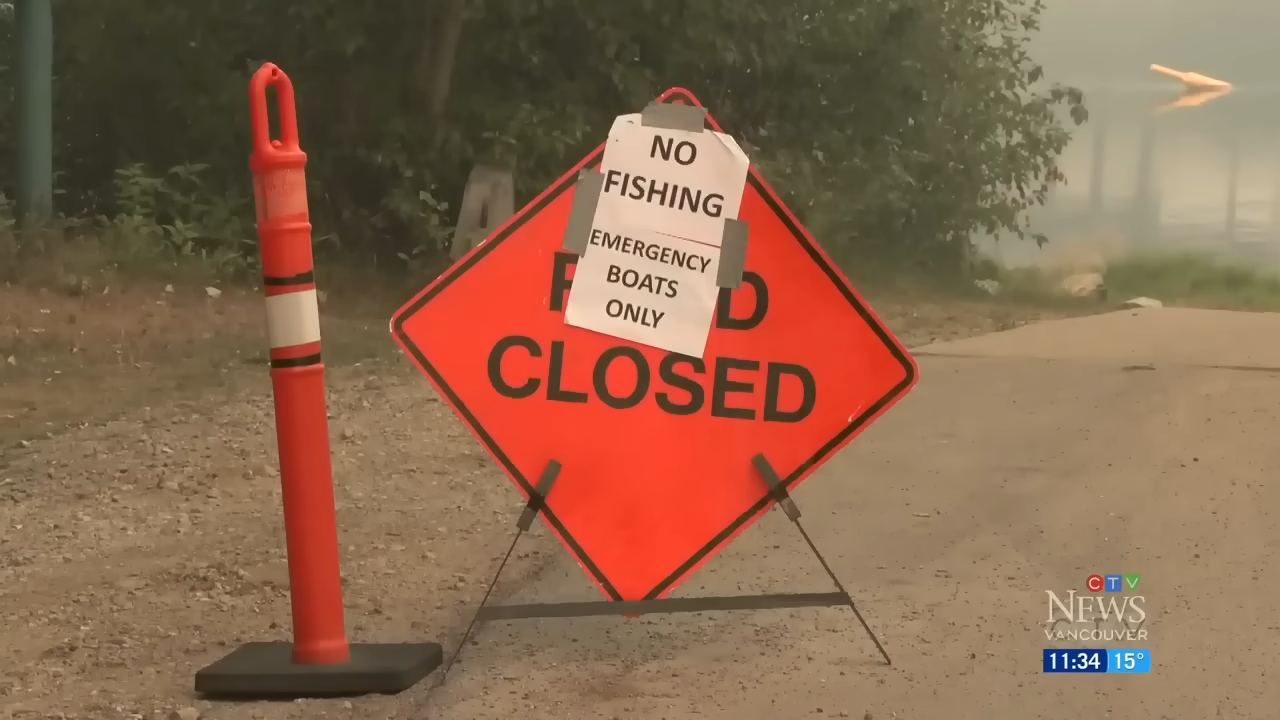 NO
FISHING
EMERGENCY
BOATS
ONLY
CLOSED
CTV
NEWS
VANCOUVER
11:34 15°